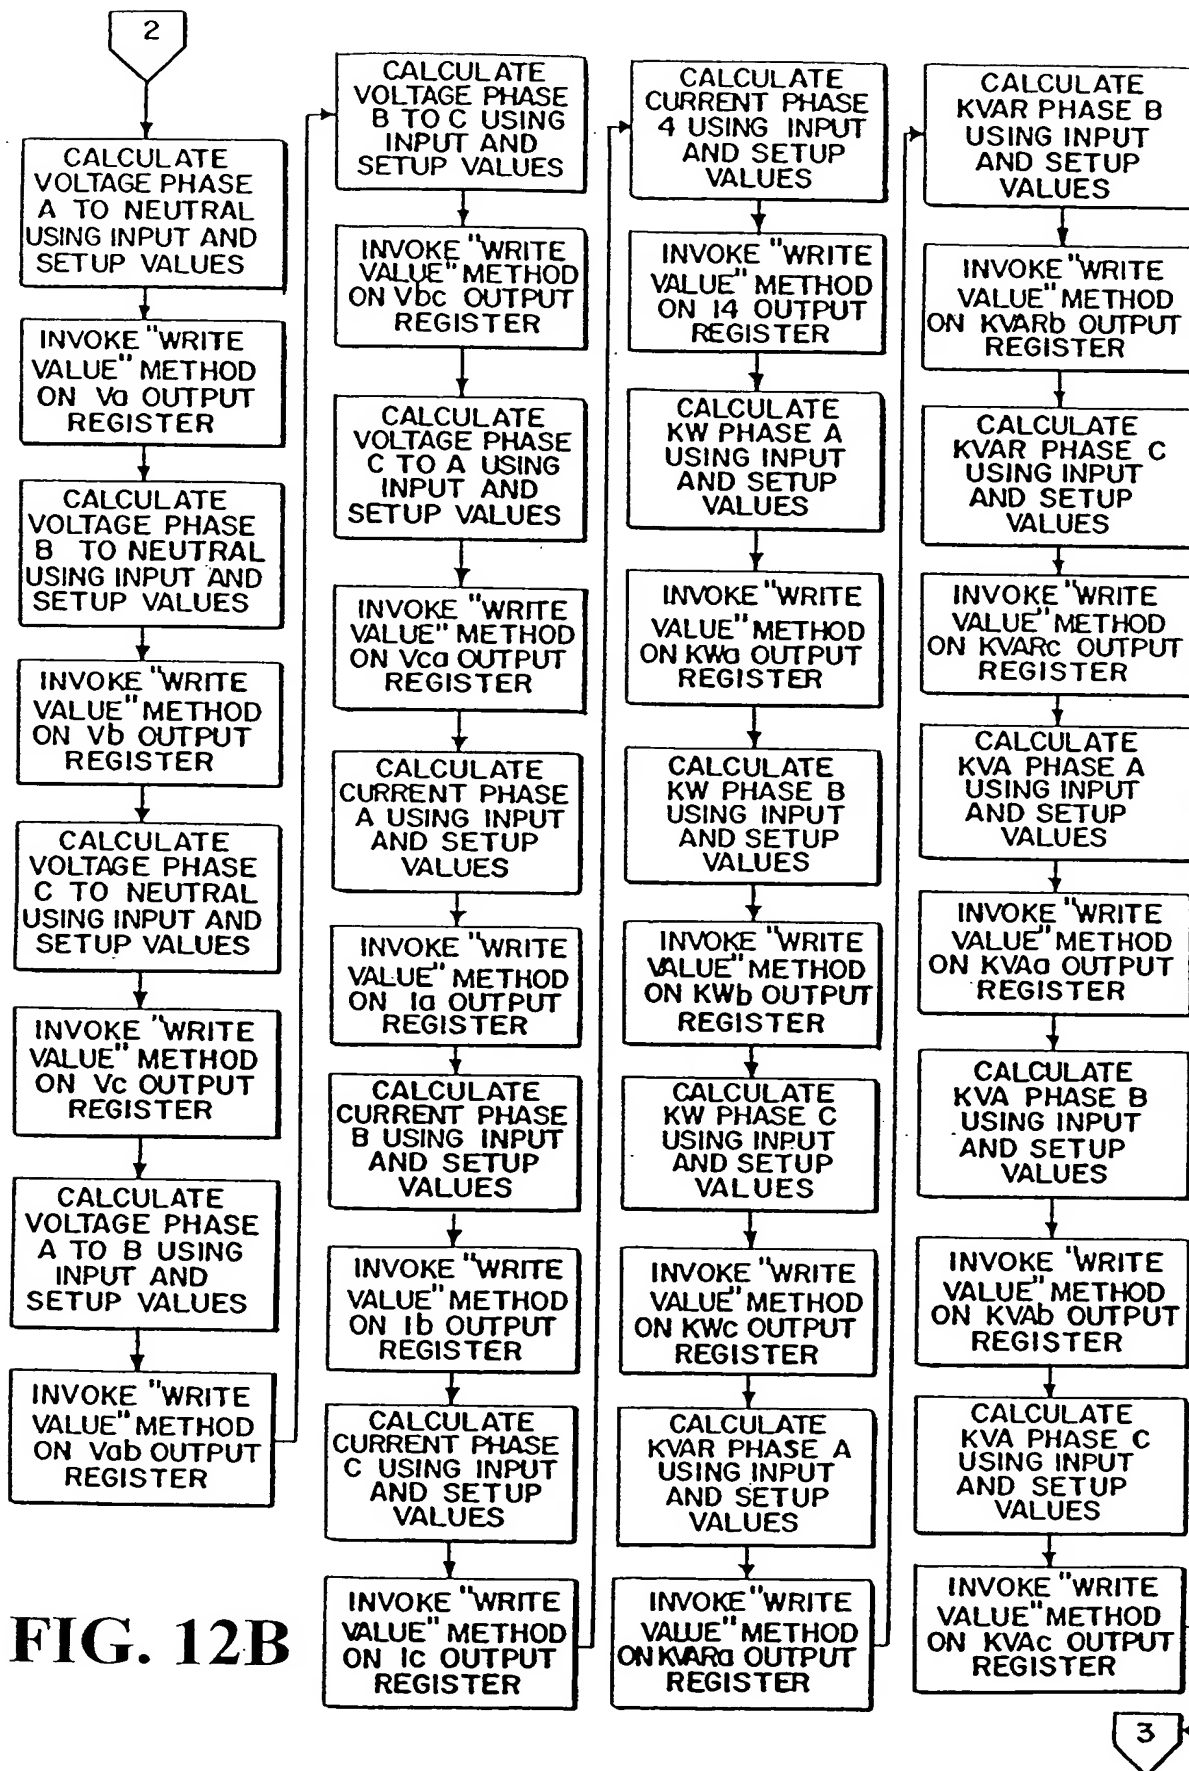 2
CALCULATE
VOLTAGE PHASE
A TO NEUTRAL
USING INPUT AND
SETUP VALUES
INVOKE "WRITE
VALUE" METHOD
ON Va OUTPUT
REGISTER
CALCULATE
VOLTAGE PHASE
B TO NEUTRAL
USING INPUT AND
SETUP VALUES
INVOKE "WRITE
VALUE" METHOD
ON Vb OUTPUT
REGISTER
CALCULATE
VOLTAGE PHASE
C TO NEUTRAL
USING INPUT AND
SETUP VALUES
INVOKE "WRITE
VALUE" METHOD
ON Vc OUTPUT
REGISTER
CALCULATE
VOLTAGE PHASE
A TO B USING
INPUT AND
SETUP VALUES
INVOKE "WRITE
VALUE" METHOD
ON Vab OUTPUT
REGISTER
CALCULATE
VOLTAGE PHASE
B TO C USING
INPUT AND
SETUP VALUES
INVOKE "WRITE
VALUE" METHOD
ON Vbc OUTPUT
REGISTER
CALCULATE
VOLTAGE PHASE
C TO A USING
INPUT AND
SETUP VALUES
INVOKE "WRITE
VALUE" METHOD
ON Vca OUTPUT
REGISTER
CALCULATE
CURRENT PHASE
A USING INPUT
AND SETUP
VALUES
INVOKE "WRITE
VALUE" METHOD
ON Ia OUTPUT
REGISTER
CALCULATE
CURRENT PHASE
B USING INPUT
AND SETUP
VALUES
INVOKE "WRITE
VALUE" METHOD
ON Ib OUTPUT
REGISTER
CALCULATE
CURRENT PHASE
C USING INPUT
AND SETUP
VALUES
INVOKE "WRITE
VALUE" METHOD
ON Ic OUTPUT
REGISTER
CALCULATE
CURRENT PHASE
4 USING INPUT
AND SETUP
VALUES
INVOKE "WRITE
VALUE" METHOD
ON I4 OUTPUT
REGISTER
CALCULATE
KW PHASE A
USING INPUT
AND SETUP
VALUES
INVOKE "WRITE
VALUE" METHOD
ON KWa OUTPUT
REGISTER
CALCULATE
KW PHASE B
USING INPUT
AND SETUP
VALUES
INVOKE "WRITE
VALUE" METHOD
ON KWb OUTPUT
REGISTER
CALCULATE
KW PHASE C
USING INPUT
AND SETUP
VALUES
INVOKE "WRITE
VALUE" METHOD
ON KWc OUTPUT
REGISTER
CALCULATE
KVAR PHASE A
USING INPUT
AND SETUP
VALUES
INVOKE "WRITE
VALUE" METHOD
ON KVARa OUTPUT
REGISTER
CALCULATE
KVAR PHASE B
USING INPUT
AND SETUP
VALUES
INVOKE "WRITE
VALUE" METHOD
ON KVARb OUTPUT
REGISTER
CALCULATE
KVAR PHASE C
USING INPUT
AND SETUP
VALUES
INVOKE "WRITE
VALUE" METHOD
ON KVARc OUTPUT
REGISTER
CALCULATE
KVA PHASE A
USING INPUT
AND SETUP
VALUES
INVOKE "WRITE
VALUE" METHOD
ON KVAa OUTPUT
REGISTER
CALCULATE
KVA PHASE B
USING INPUT
AND SETUP
VALUES
INVOKE "WRITE
VALUE" METHOD
ON KVAb OUTPUT
REGISTER
CALCULATE
KVA PHASE C
USING INPUT
AND SETUP
VALUES
INVOKE "WRITE
VALUE" METHOD
ON KVAc OUTPUT
REGISTER
3
FIG. 12B